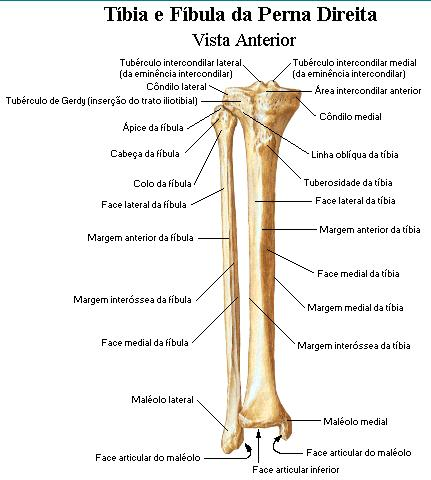 Tíbia e Fíbula da Perna Direita
Vista Anterior
Tubérculo intercondilar lateral
(da eminência intercondilar)
Tubérculo intercondilar medial
(da eminência intercondilar)
Côndilo lateral
Área intercondilar anterior
Tubérculo de Gerdy (inserção do trato iliotibial)
Côndilo medial
Ápice da fíbula
Cabeça da fíbula
Linha oblíqua da tíbia
Colo da fíbula
Tuberosidade da tíbia
Face lateral da fíbula
Face lateral da tíbia
Margem anterior da fíbula
Margem anterior da tíbia
Face medial da tíbia
Margem interóssea da fíbula
Margem medial da tíbia
Face medial da fíbula
Margem interóssea da tíbia
Maléolo lateral
Maléolo medial
Face articular do maléolo
Face articular do maléolo
Face articular inferior